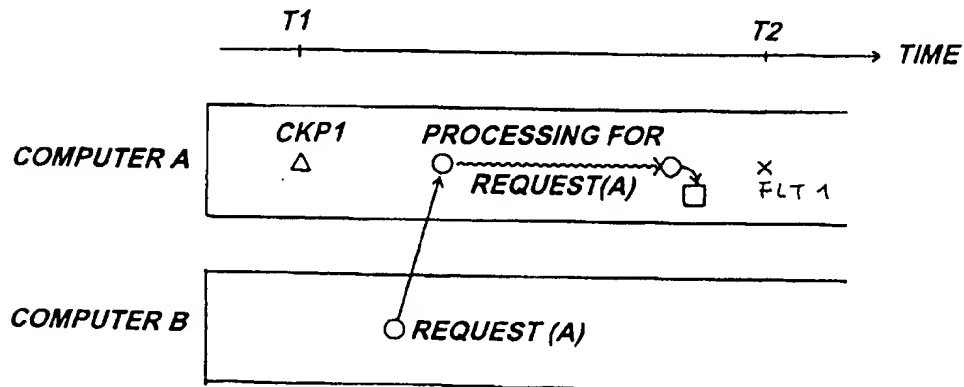 T1
T2
TIME
COMPUTER A
CKP1
PROCESSING FOR
REQUEST(A)
FLT 1
COMPUTER B
REQUEST (A)